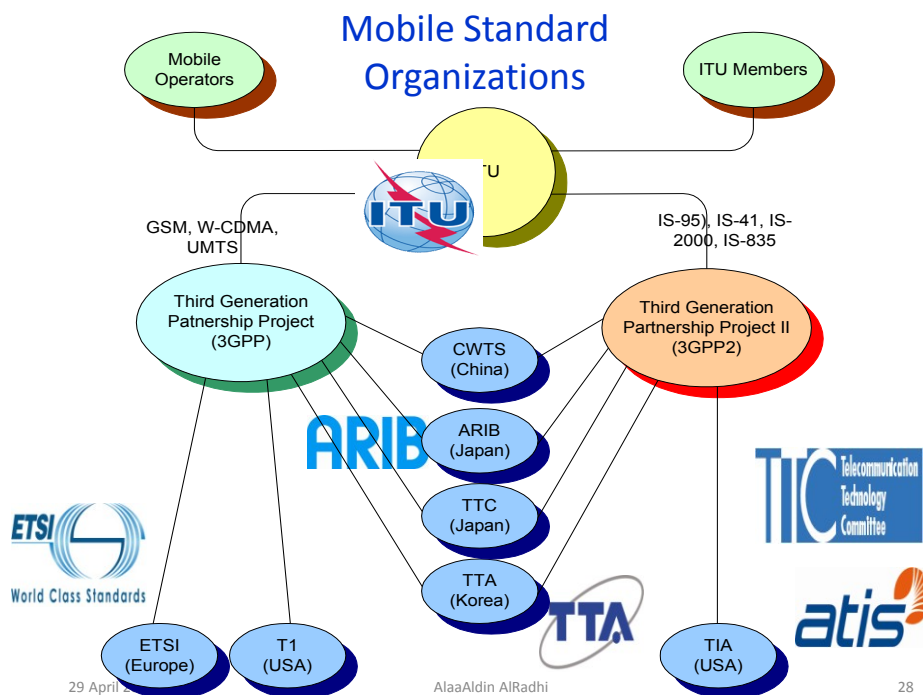 Mobile Standard
Organizations
Mobile
Operators
ITU Members
TU
ITU
GSM, W-CDMA,
UMTS
IS-95), IS-41, IS-
2000, IS-835
Third Generation
Patnership Project
(3GPP)
Third Generation
Partnership Project II
(3GPP2)
CWTS
(China)
ARIB
ARIB
(Japan)
TTC
(Japan)
TTA
(Korea)
TTC Telecommunication
Technology
Committee
ETSI
World Class Standards
TTA
atis
ETSI
(Europe)
T1
(USA)
TIA
(USA)
29 April
AlaaAldin AlRadhi
28